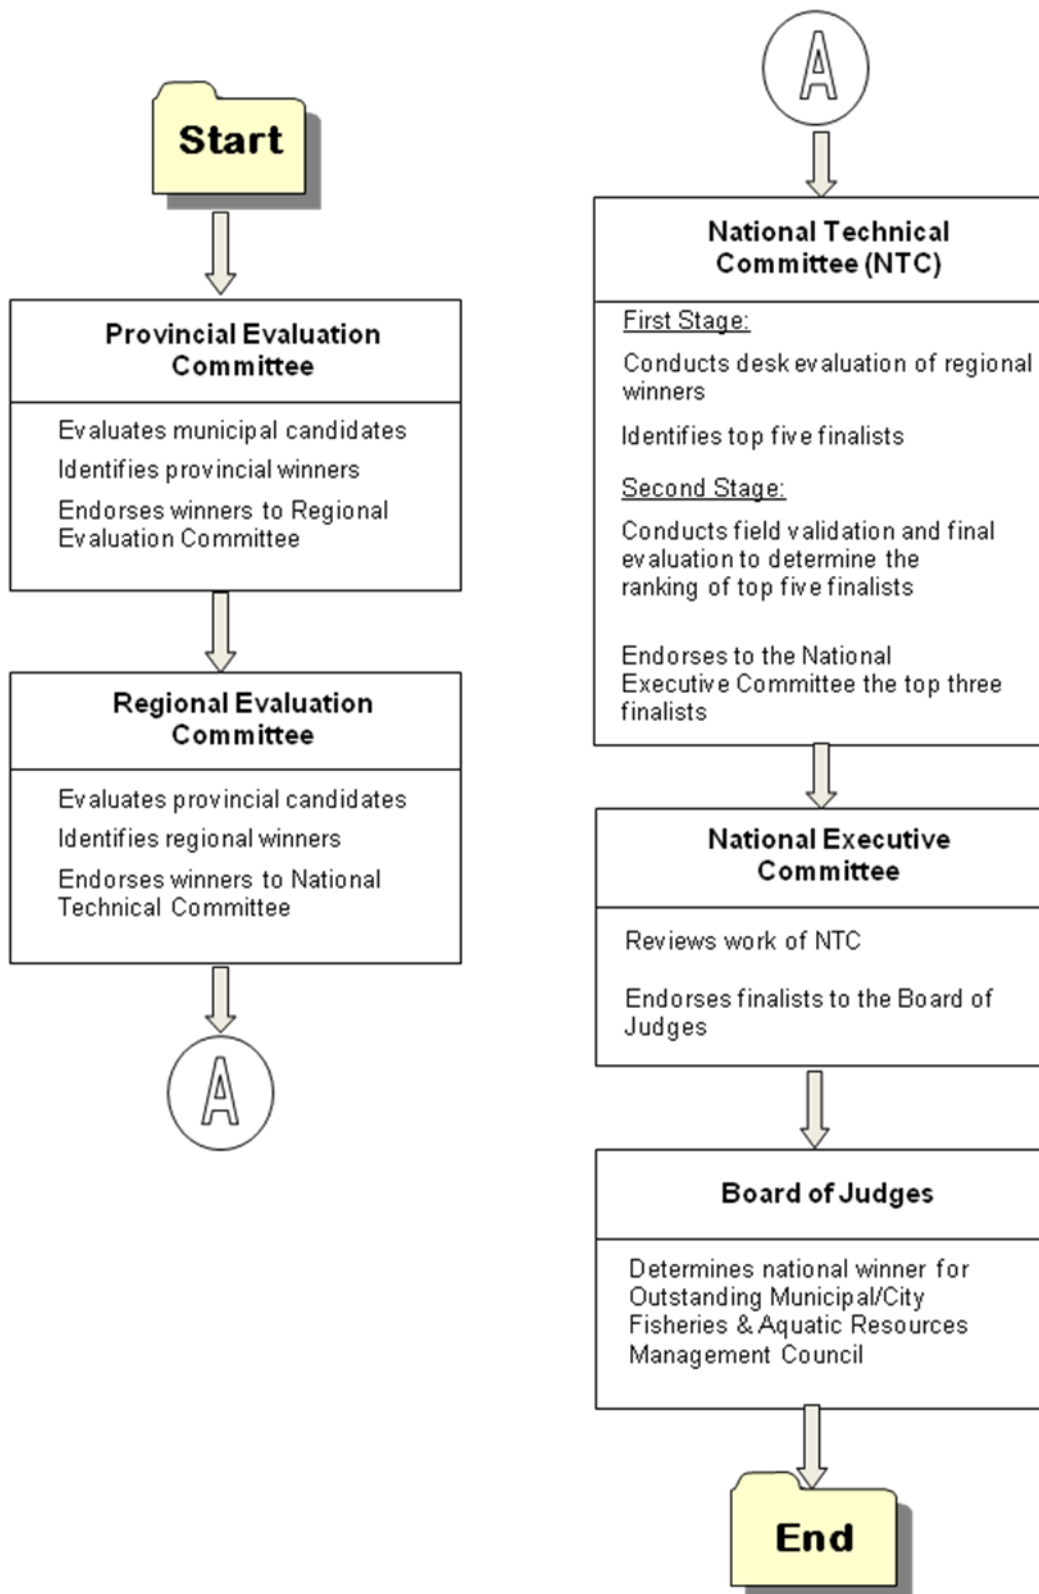 Start
Provincial Evaluation
Committee
Evaluates municipal candidates
Identifies provincial winners
Endorses winners to Regional
Evaluation Committee
Regional Evaluation
Committee
Evaluates provincial candidates
Identifies regional winners
Endorses winners to National
Technical Committee
A
A
National Technical
Committee (NTC)
First Stage:
Conducts desk evaluation of regional
winners
Identifies top five finalists
Second Stage:
Conducts field validation and final
evaluation to determine the
ranking of top five finalists
Endorses to the National
Executive Committee the top three
finalists
National Executive
Committee
Reviews work of NTC
Endorses finalists to the Board of
Judges
Board of Judges
Determines national winner for
Outstanding Municipal/City
Fisheries & Aquatic Resources
Management Council
End